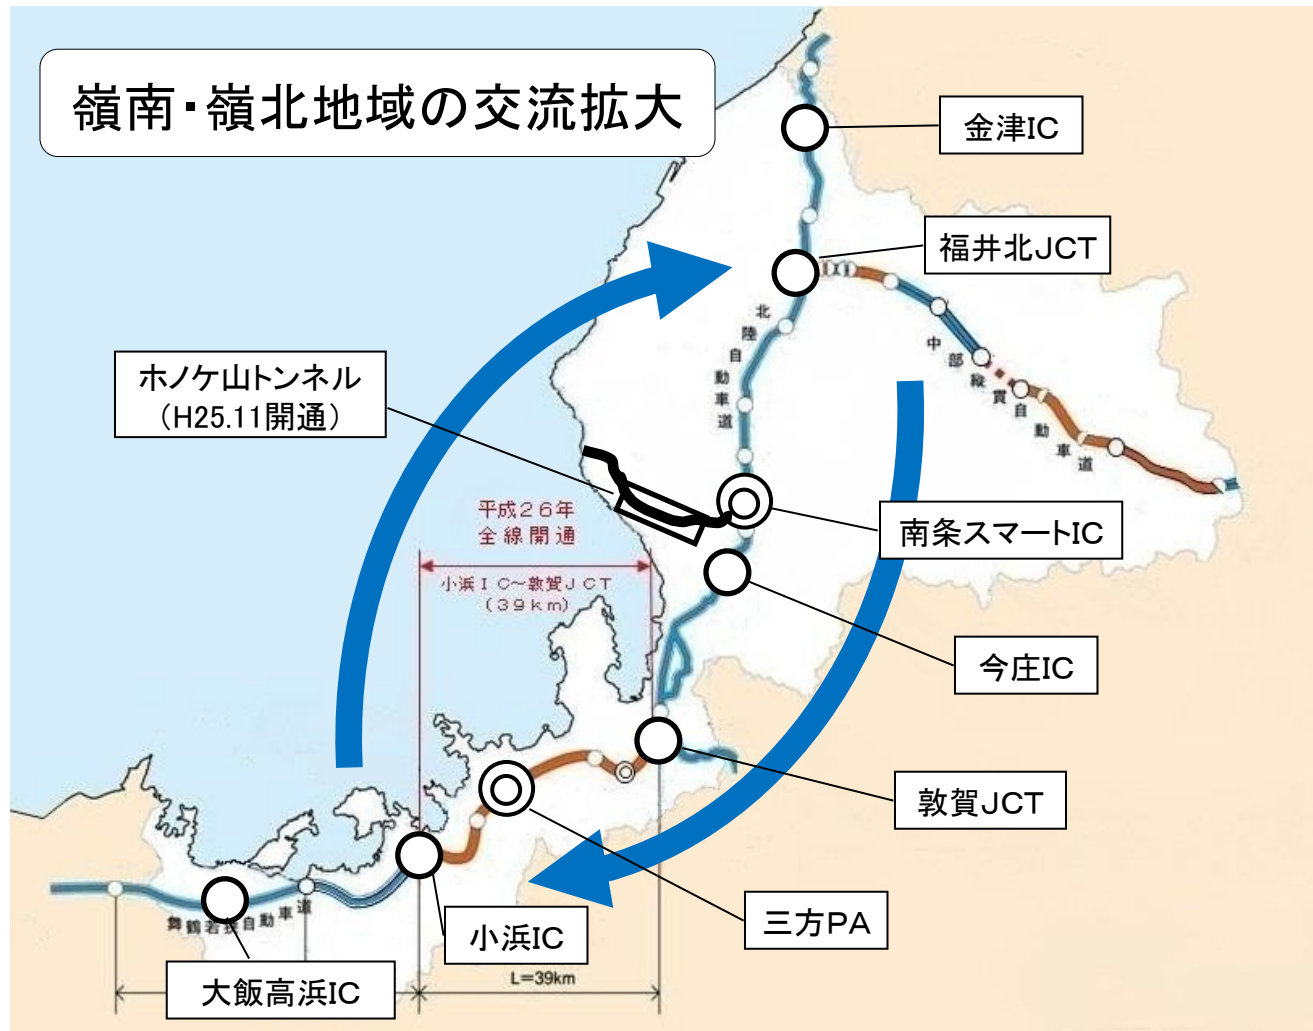 嶺南・嶺北地域の交流拡大
金津IC
福井北JCT
北陸自動車道
中部縦貫自動車道
ホノケ山トンネル
(H25.11開通)
平成26年
全線開通
小浜IC～敦賀JCT
(39km)
南条スマートIC
今庄IC
敦賀JCT
三方PA
小浜IC
舞鶴若狭自動車道
大飯高浜IC
L=39km